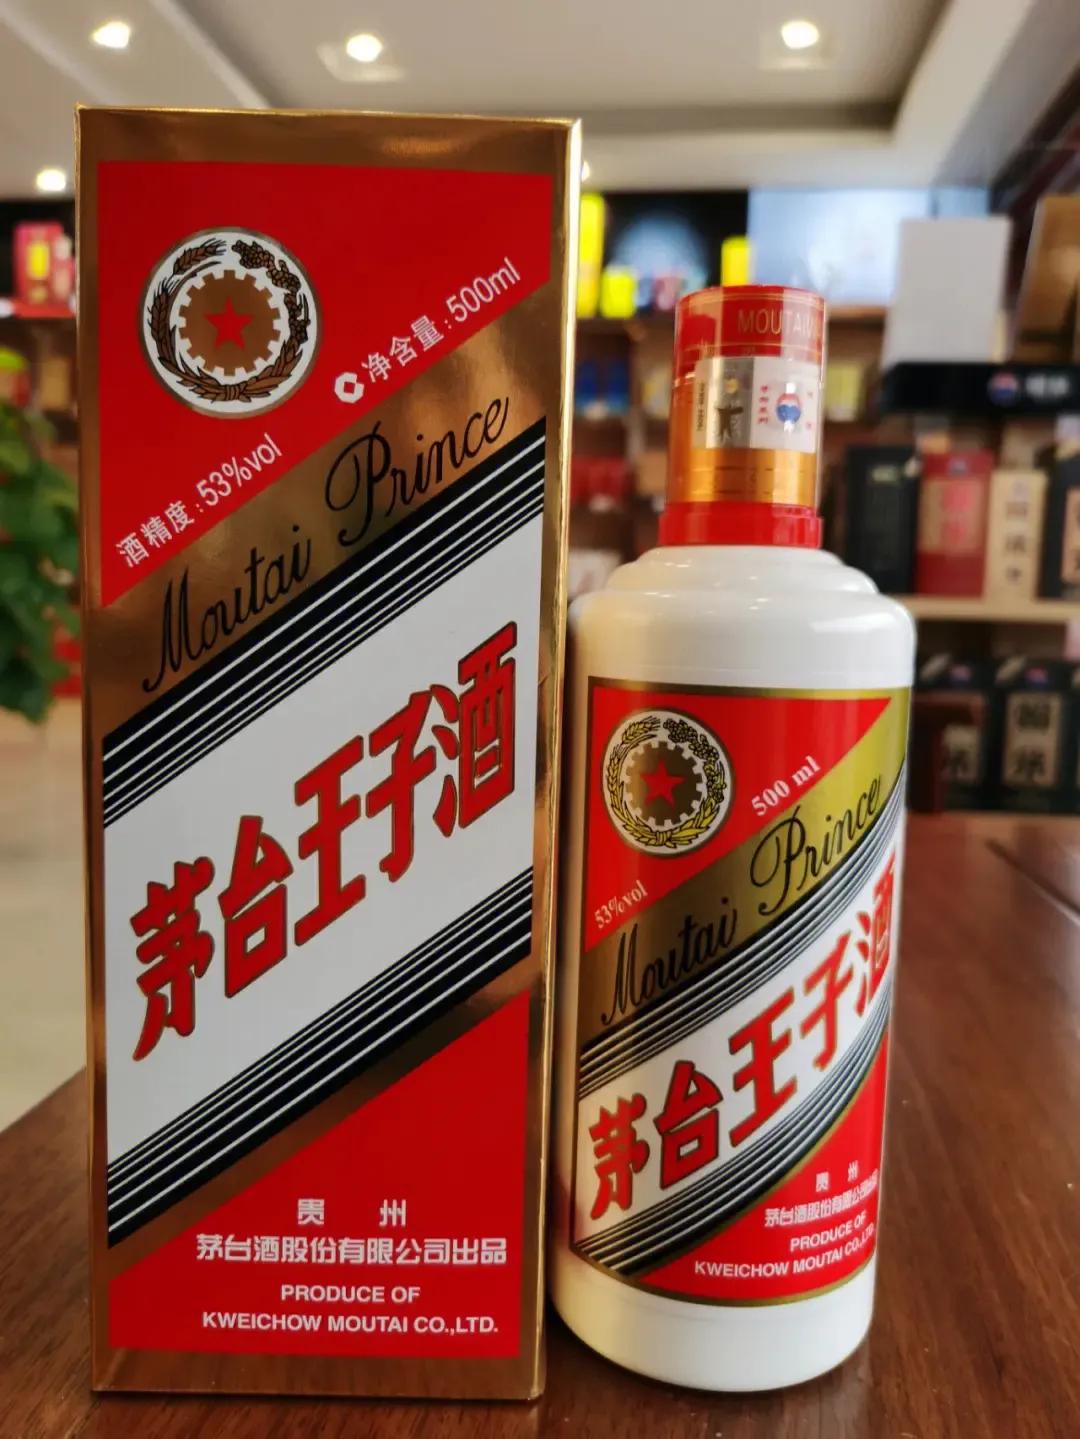 净含量:500ml
酒精度:53%vol
Moutai Prince
茅台王子酒
贵 州
茅台酒股份有限公司出品
PRODUCE OF
KWEICHOW MOUTAI CO.,LTD.
MOUTAI
500 ml
53%vol
Moutai Prince
茅台王子酒
贵 州
茅台酒股份有限公司出品
PRODUCE OF
KWEICHOW MOUTAI CO.,LTD.